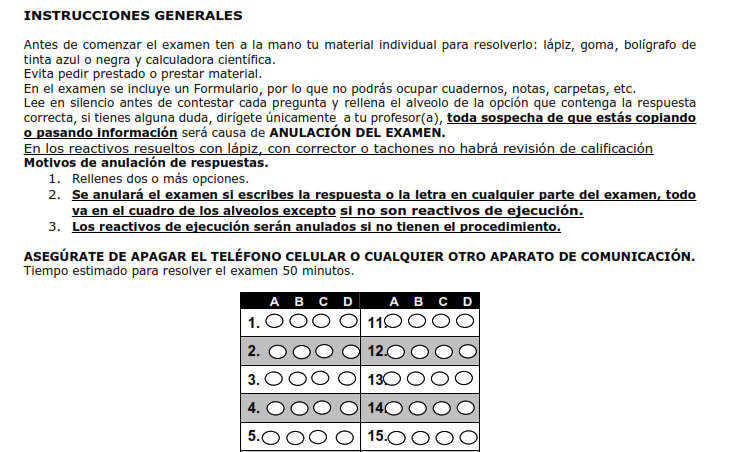 INSTRUCCIONES GENERALES
Antes de comenzar el examen ten a la mano tu material individual para resolverlo: lápiz, goma, bolígrafo de
tinta azul o negra y calculadora científica.
Evita pedir prestado o prestar material.
En el examen se incluye un Formulario, por lo que no podrás ocupar cuadernos, notas, carpetas, etc.
Lee en silencio antes de contestar cada pregunta y rellena el alveolo de la opción que contenga la respuesta
correcta, si tienes alguna duda, dirígete únicamente a tu profesor(a), toda sospecha de que estás copiando
o pasando información será causa de ANULACIÓN DEL EXAMEN.
En los reactivos resueltos con lápiz, con corrector o tachones no habrá revisión de calificación
Motivos de anulación de respuestas.
1. Rellenes dos o más opciones.
2. Se anulará el examen si escribes la respuesta o la letra en cualquier parte del examen, todo
va en el cuadro de los alveolos excepto si no son reactivos de ejecución.
3. Los reactivos de ejecución serán anulados si no tienen el procedimiento.
ASEGÚRATE DE APAGAR EL TELÉFONO CELULAR O CUALQUIER OTRO APARATO DE COMUNICACIÓN.
Tiempo estimado para resolver el examen 50 minutos.
A B C D A B C D
1. 11.
2. 12.
3. 13.
4. 14.
5. 15.